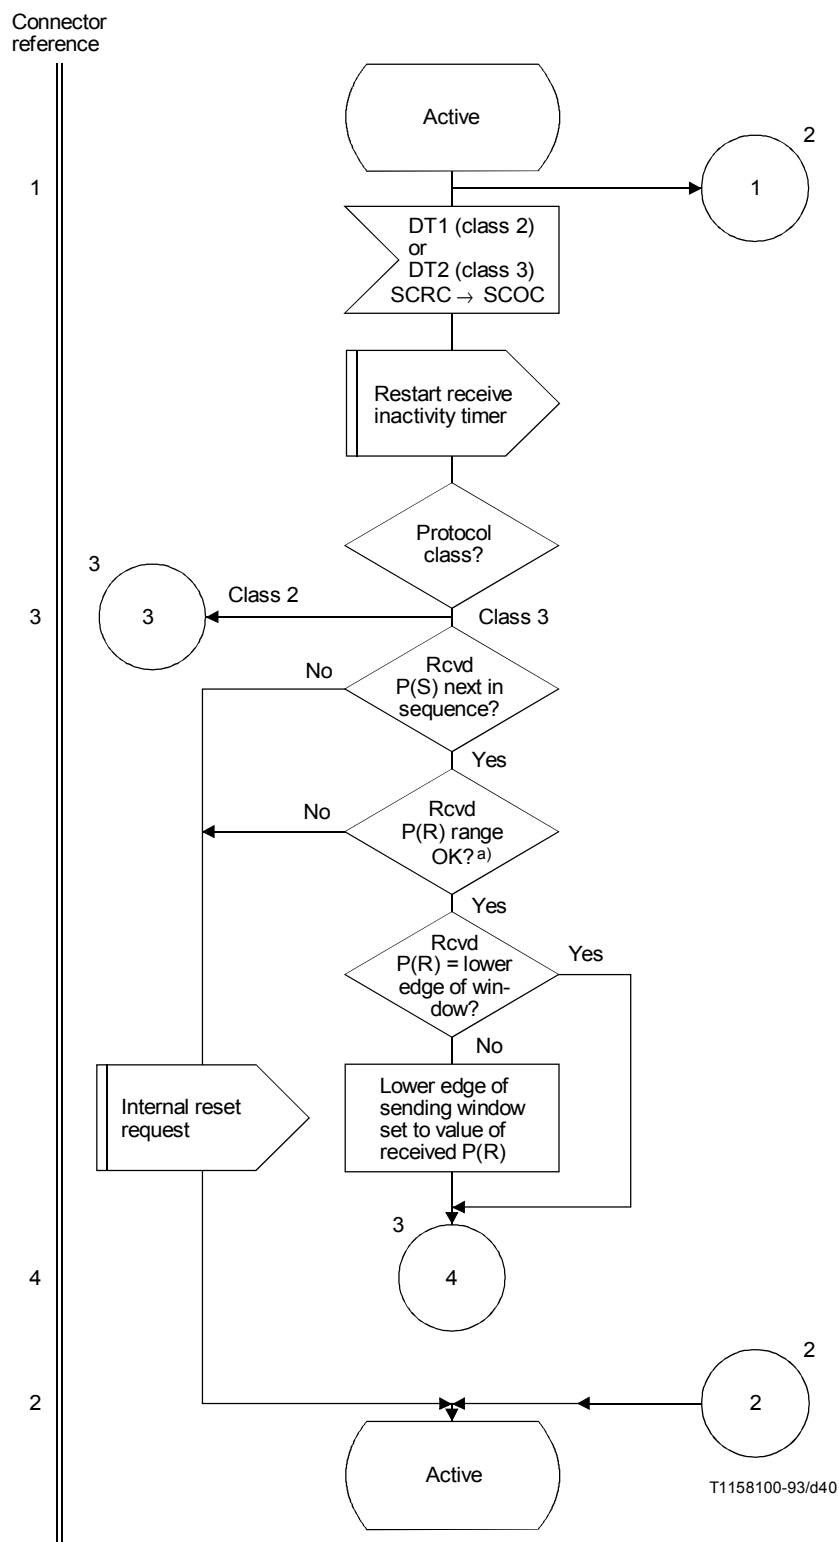 Connector
reference
Active
2
1
1
DT1 (class 2)
or
DT2 (class 3)
SCRC → SCOC
Restart receive
inactivity timer
Protocol
class?
3
Class 2
3
3
Class 3
No
Rcvd
P(S) next in
sequence?
Yes
No
Rcvd
P(R) range
OK? a)
Yes
Rcvd
P(R) = lower
edge of win-
dow?
Yes
No
Internal reset
request
Lower edge of
sending window
set to value of
received P(R)
3
4
4
2
2
2
Active
T1158100-93/d40